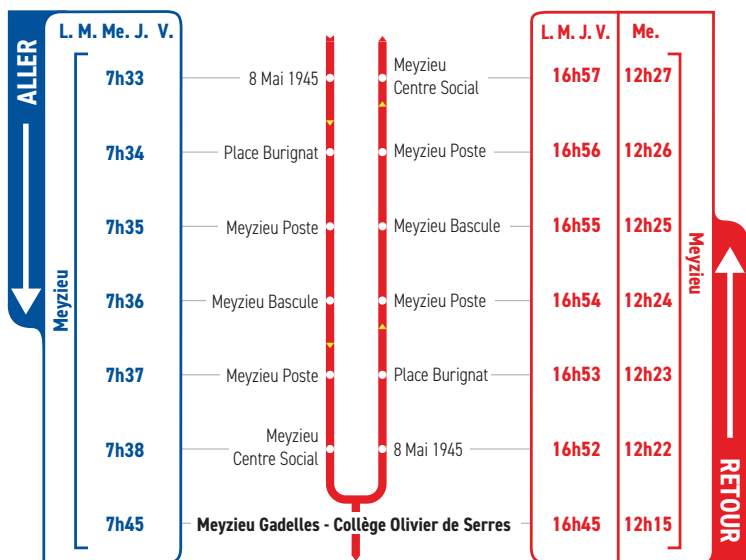 ALLER
L. M. Me. J. V.
L. M. J. V.
Me.
7h33
8 Mai 1945
Meyzieu
Centre Social
16h57
12h27
7h34
Place Burignat
Meyzieu Poste
16h56
12h26
7h35
Meyzieu Poste
Meyzieu Bascule
16h55
12h25
Meyzieu
Meyzieu
7h36
Meyzieu Bascule
Meyzieu Poste
16h54
12h24
7h37
Meyzieu Poste
Place Burignat
16h53
12h23
7h38
Meyzieu
Centre Social
8 Mai 1945
16h52
12h22
7h45
Meyzieu Gadelles - Collège Olivier de Serres
16h45
12h15
RETOUR